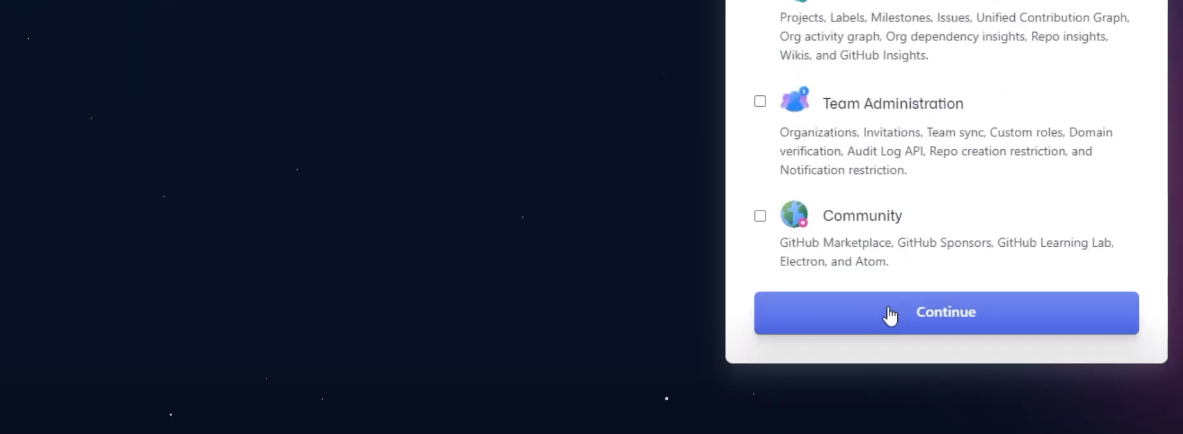 Projects, Labels, Milestones, Issues, Unified Contribution Graph,
Org activity graph, Org dependency insights, Repo insights,
Wikis, and GitHub Insights.
Team Administration
Organizations, Invitations, Team sync, Custom roles, Domain
verification, Audit Log API, Repo creation restriction, and
Notification restriction.
Community
GitHub Marketplace, GitHub Sponsors, GitHub Learning Lab,
Electron, and Atom.
Continue